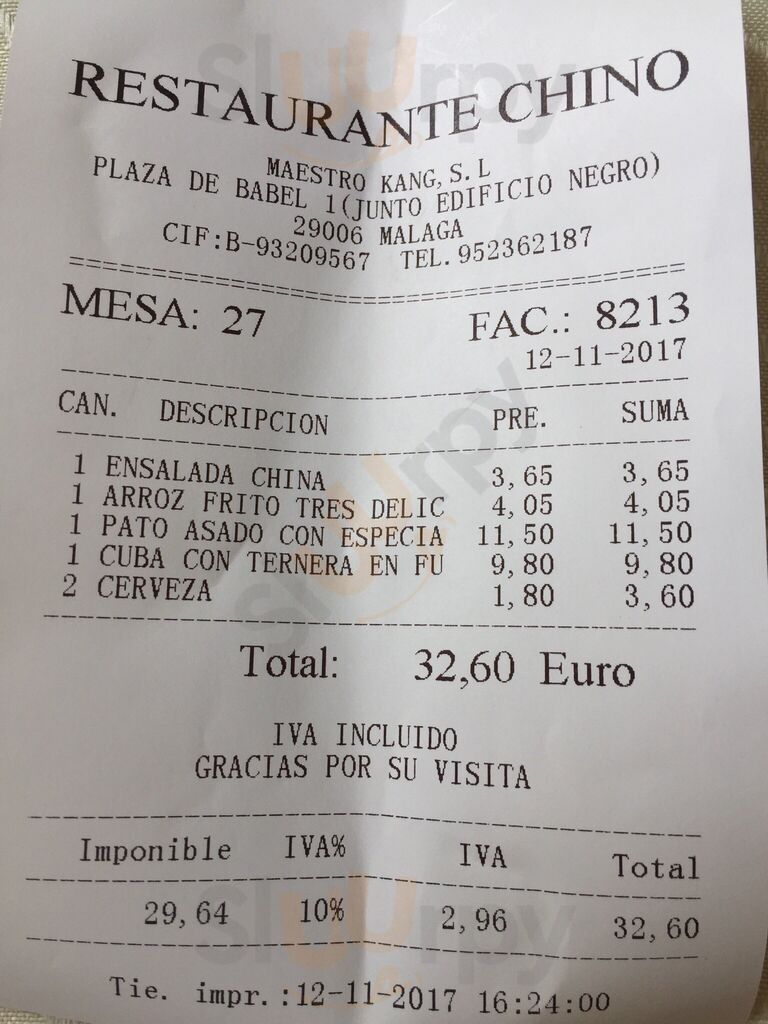 RESTAURANTE CHINO
MAESTRO KANG, S. L
PLAZA DE BABEL 1(JUNTO EDIFICIO NEGRO)
29006 MALAGA
CIF:B-93209567 TEL. 952362187
MESA: 27 FAC.: 8213
12-11-2017
CAN. DESCRIPCION PRE. SUMA
1 ENSALADA CHINA 3,65 3,65
1 ARROZ FRITO TRES DELIC 4,05 4,05
1 PATO ASADO CON ESPECIA 11,50 11,50
1 CUBA CON TERNERA EN FU 9,80 9,80
2 CERVEZA 1,80 3,60
Total: 32,60 Euro
IVA INCLUIDO
GRACIAS POR SU VISITA
Imponible IVA% IVA Total
29,64 10% 2,96 32,60
Tie. impr.:12-11-2017 16:24:00
Sluurpy
Sluurpy
Sluurpy